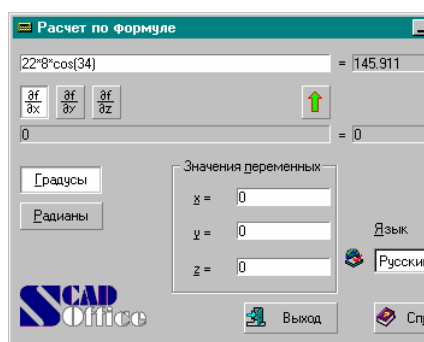 Расчет по формуле
22*8*cos(34) = 145.911
∂f/∂x ∂f/∂y ∂f/∂z
0 = 0
Градусы
Радианы
Значения переменных
x = 0
y = 0
z = 0
Язык
Русски
SCAD Office
Выход
Спр